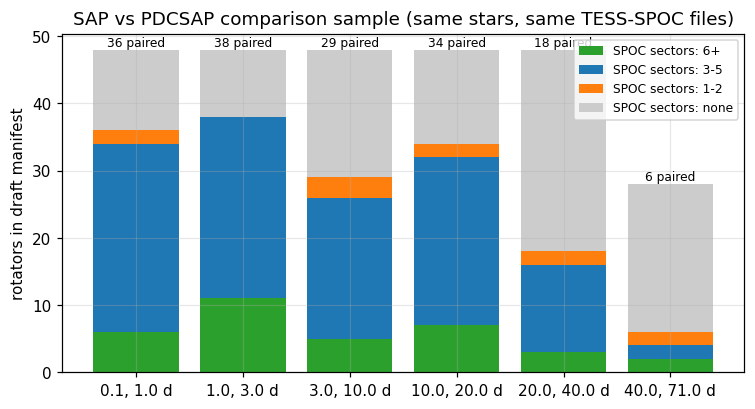 SAP vs PDCSAP comparison sample (same stars, same TESS-SPOC files)
rotators in draft manifest
50
40
30
20
10
0
36 paired
38 paired
29 paired
34 paired
18 paired
6 paired
SPOC sectors: 6+
SPOC sectors: 3-5
SPOC sectors: 1-2
SPOC sectors: none
0.1, 1.0 d
1.0, 3.0 d
3.0, 10.0 d
10.0, 20.0 d
20.0, 40.0 d
40.0, 71.0 d